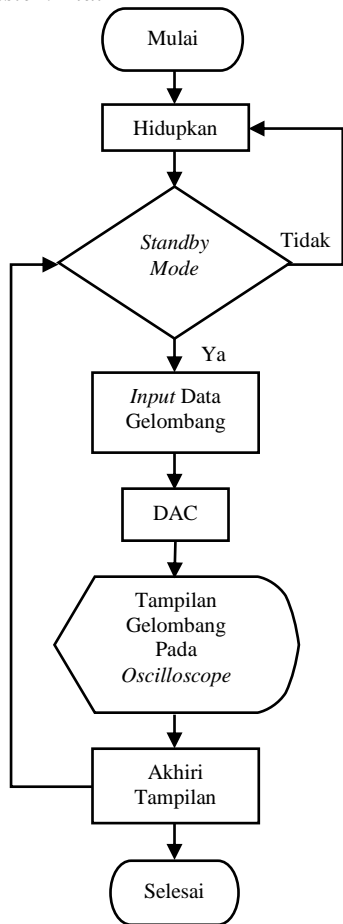 Mulai
Hidupkan
Standby
Mode
Tidak
Ya
Input Data
Gelombang
DAC
Tampilan
Gelombang
Pada
Oscilloscope
Akhiri
Tampilan
Selesai